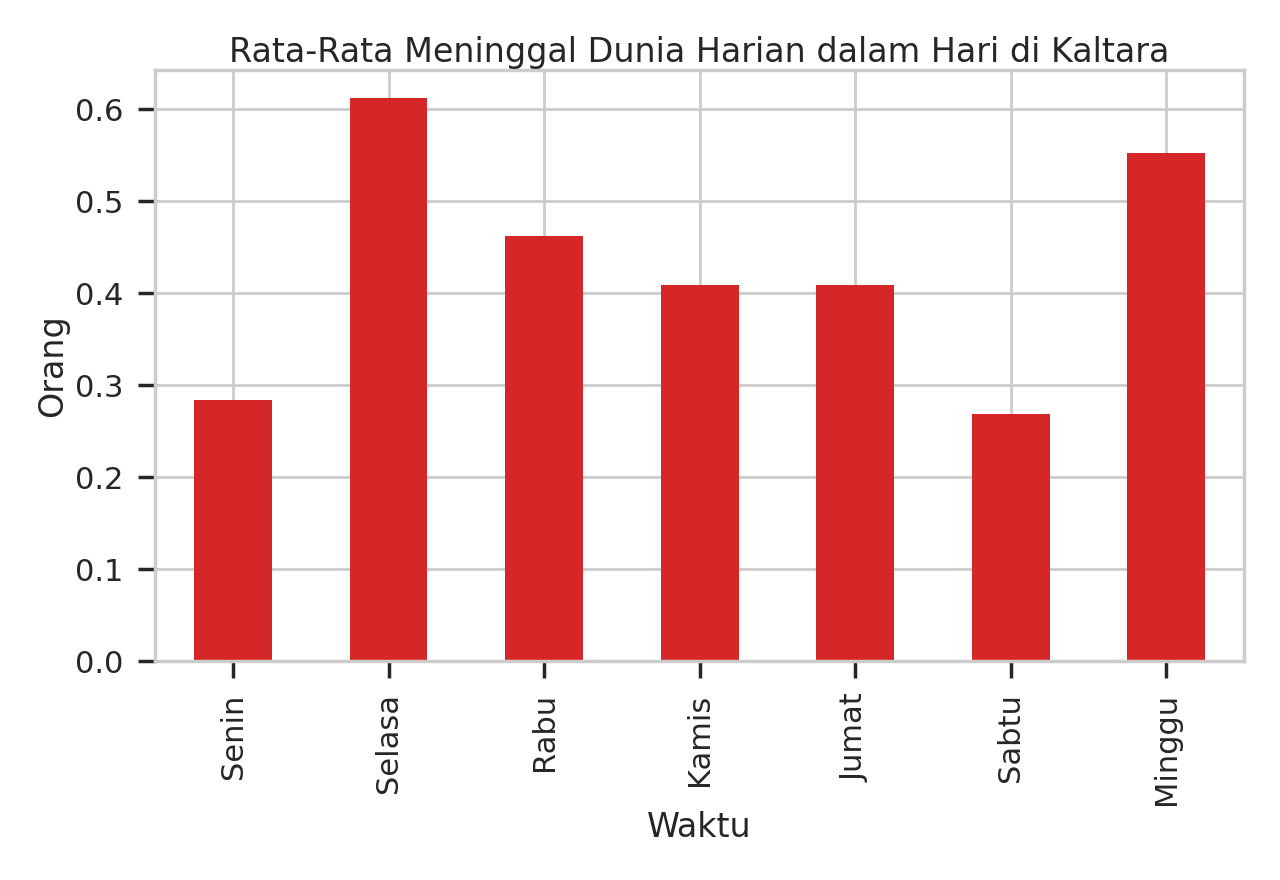 Rata-Rata Meninggal Dunia Harian dalam Hari di Kaltara
0.6
0.5
0.4
0.3
0.2
0.1
0.0
Orang
Senin
Selasa
Rabu
Kamis
Jumat
Sabtu
Minggu
Waktu